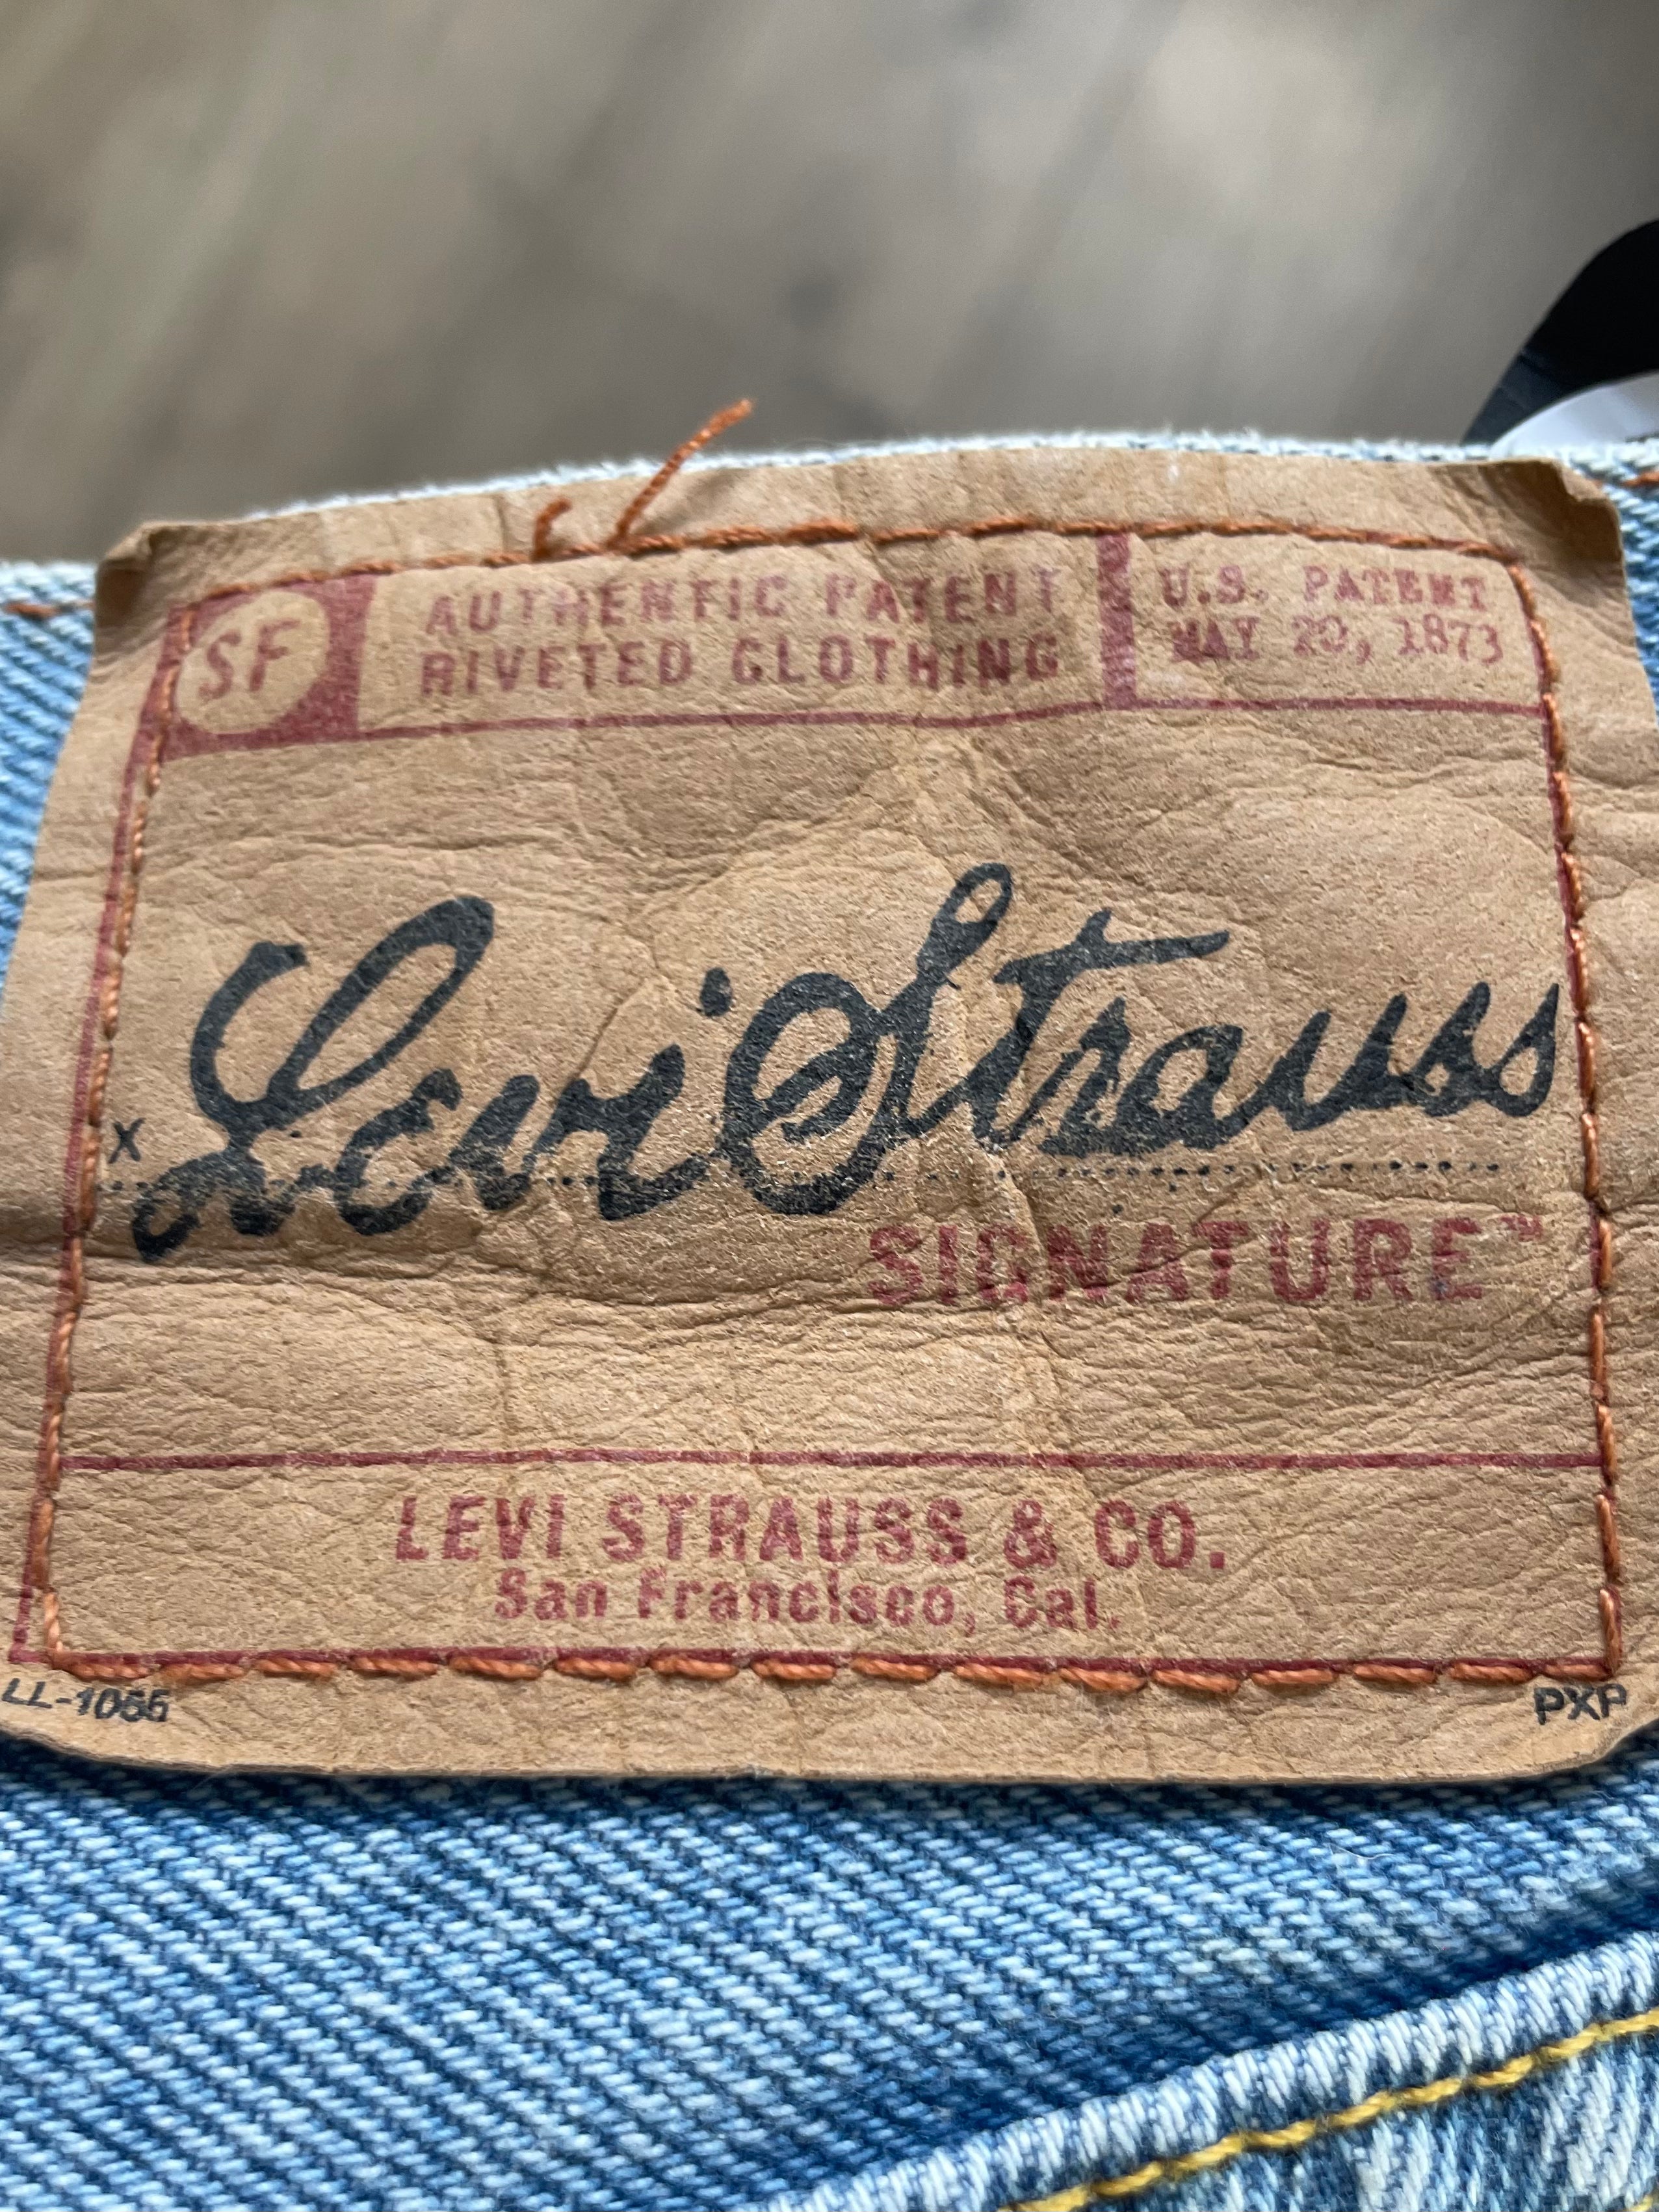 SF
AUTHENTIC PATENT
RIVETED CLOTHING
U.S. PATENT
MAY 20, 1873
Levi Strauss
X
SIGNATURE™
LEVI STRAUSS & CO.
San Francisco, Cal.
LL-1055
PXP